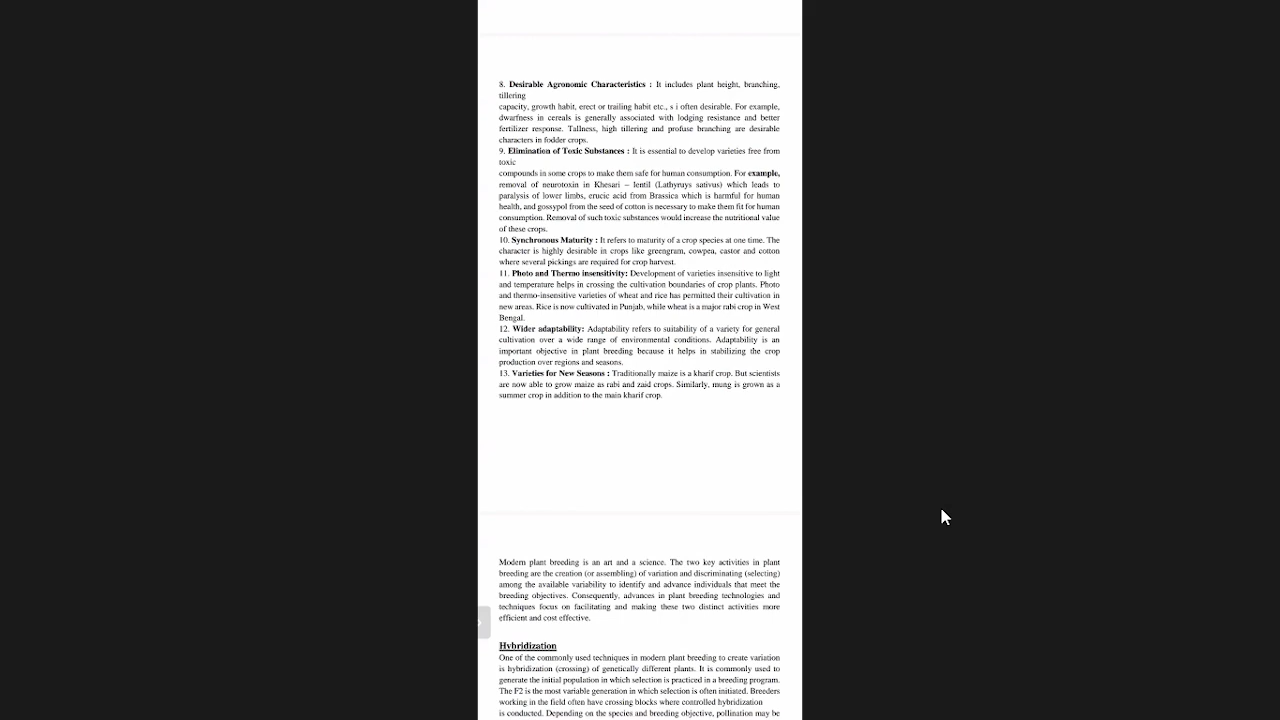 8. Desirable Agronomic Characteristics : It includes plant height, branching,
tillering
capacity, growth habit, erect or trailing habit etc., s i often desirable. For example,
dwarfness in cereals is generally associated with lodging resistance and better
fertilizer response. Tallness, high tillering and profuse branching are desirable
characters in fodder crops.
9. Elimination of Toxic Substances : It is essential to develop varieties free from
toxic
compounds in some crops to make them safe for human consumption. For example,
removal of neurotoxin in Khesari – lentil (Lathyruys sativus) which leads to
paralysis of lower limbs, erucic acid from Brassica which is harmful for human
health, and gossypol from the seed of cotton is necessary to make them fit for human
consumption. Removal of such toxic substances would increase the nutritional value
of these crops.
10. Synchronous Maturity : It refers to maturity of a crop species at one time. The
character is highly desirable in crops like greengram, cowpea, castor and cotton
where several pickings are required for crop harvest.
11. Photo and Thermo insensitivity: Development of varieties insensitive to light
and temperature helps in crossing the cultivation boundaries of crop plants. Photo
and thermo-insensitive varieties of wheat and rice has permitted their cultivation in
new areas. Rice is now cultivated in Punjab, while wheat is a major rabi crop in West
Bengal.
12. Wider adaptability: Adaptability refers to suitability of a variety for general
cultivation over a wide range of environmental conditions. Adaptability is an
important objective in plant breeding because it helps in stabilizing the crop
production over regions and seasons.
13. Varieties for New Seasons : Traditionally maize is a kharif crop. But scientists
are now able to grow maize as rabi and zaid crops. Similarly, mung is grown as a
summer crop in addition to the main kharif crop.
Modern plant breeding is an art and a science. The two key activities in plant
breeding are the creation (or assembling) of variation and discriminating (selecting)
among the available variability to identify and advance individuals that meet the
breeding objectives. Consequently, advances in plant breeding technologies and
techniques focus on facilitating and making these two distinct activities more
efficient and cost effective.
Hybridization
One of the commonly used techniques in modern plant breeding to create variation
is hybridization (crossing) of genetically different plants. It is commonly used to
generate the initial population in which selection is practiced in a breeding program.
The F2 is the most variable generation in which selection is often initiated. Breeders
working in the field often have crossing blocks where controlled hybridization
is conducted. Depending on the species and breeding objective, pollination may be